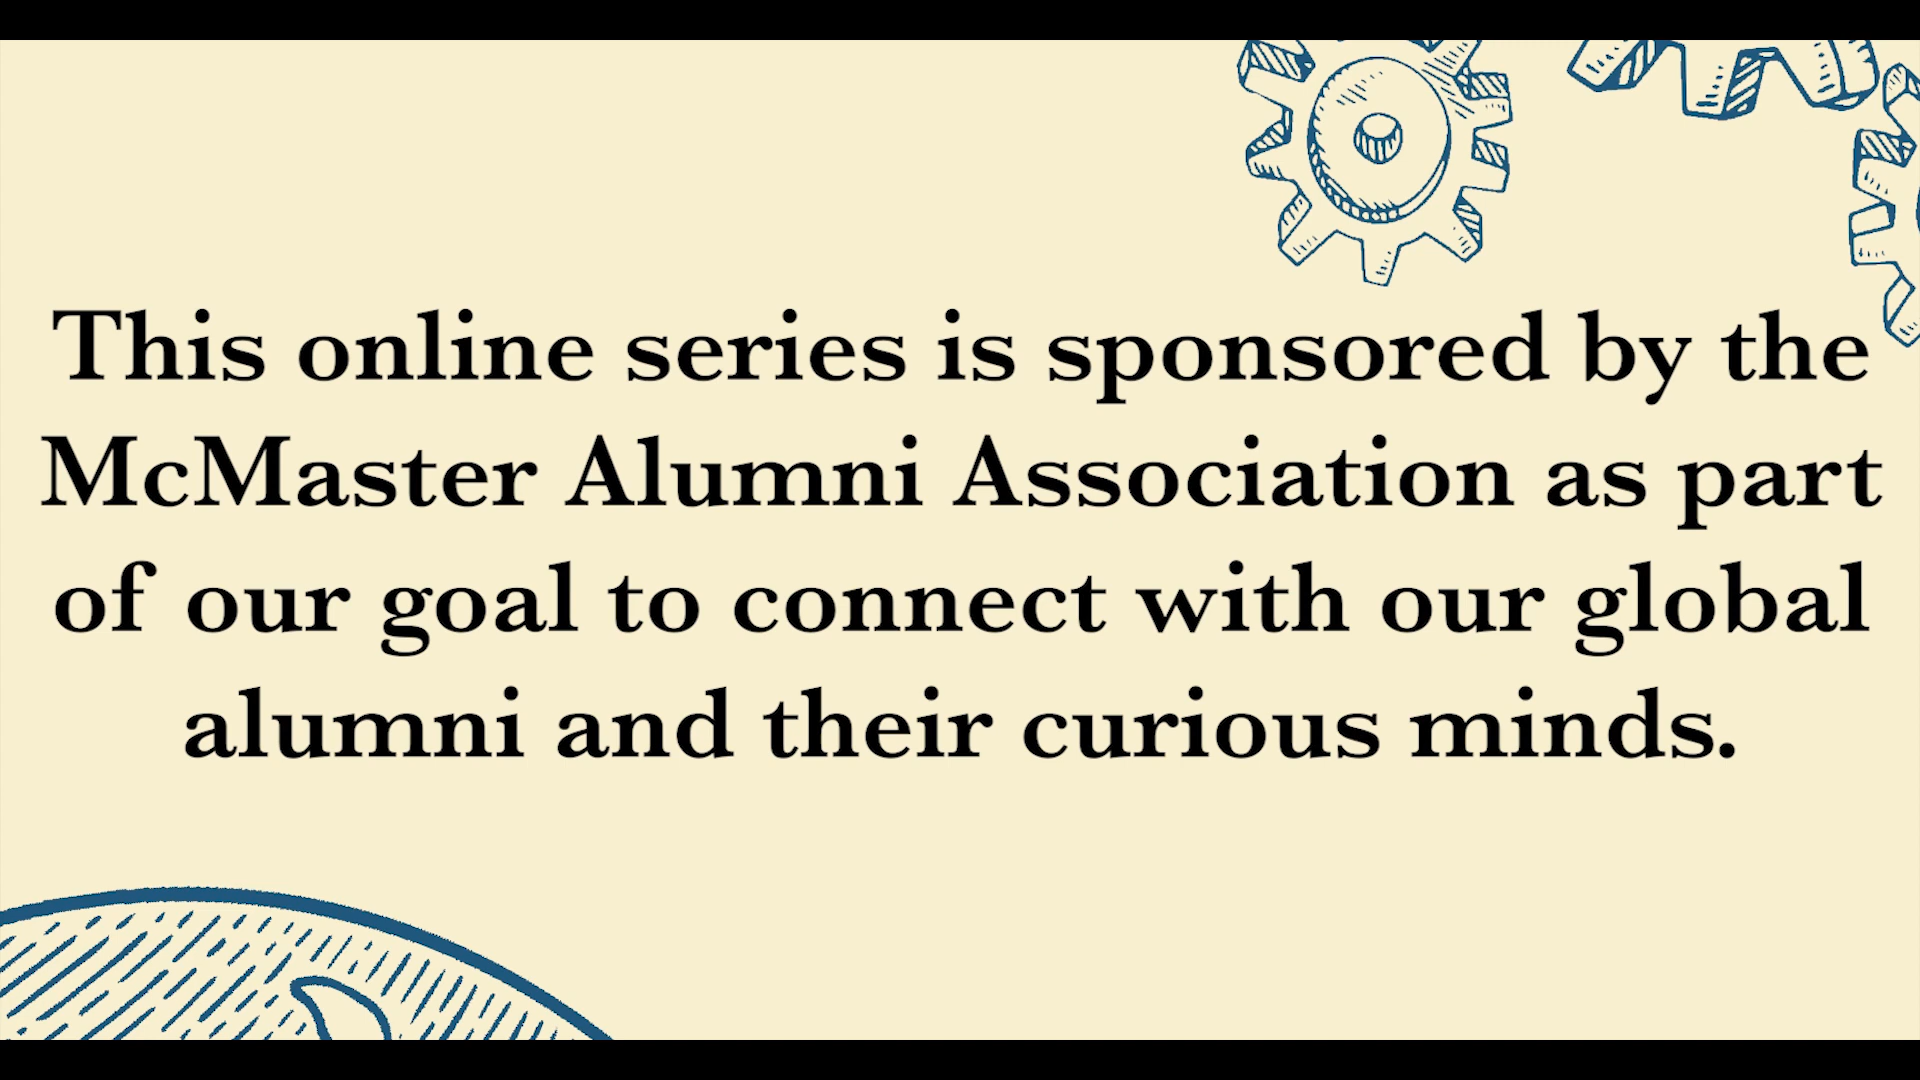 This online series is sponsored by the
McMaster Alumni Association as part
of our goal to connect with our global
alumni and their curious minds.